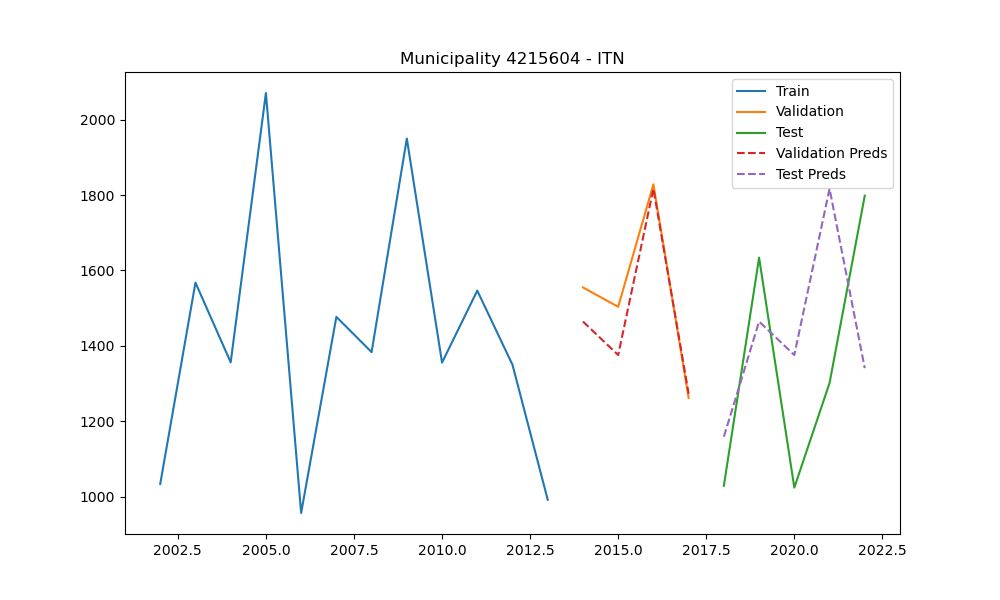 Municipality 4215604 - ITN
Train
Validation
Test
Validation Preds
Test Preds
2000
1800
1600
1400
1200
1000
2002.5 2005.0 2007.5 2010.0 2012.5 2015.0 2017.5 2020.0 2022.5